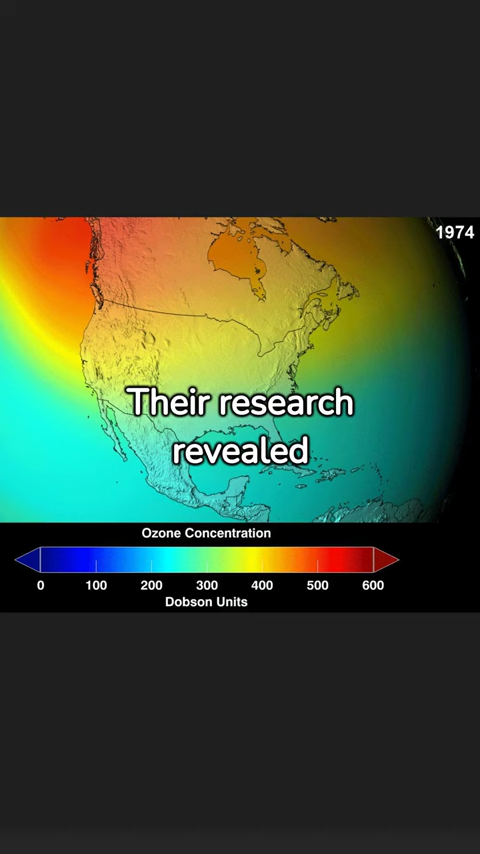 1974
Their research
revealed
Ozone Concentration
0 100 200 300 400 500 600
Dobson Units